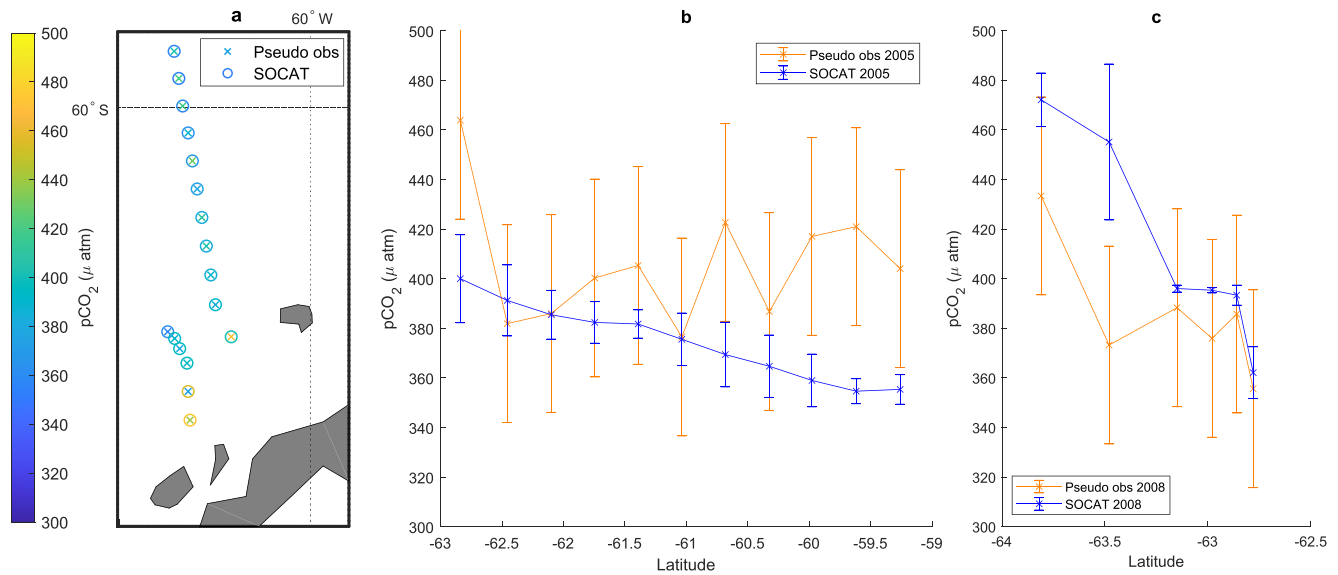 a
60° W
500
480
460
440
420
400
380
360
340
320
300
pCO2 (μ atm)
60° S
Pseudo obs
SOCAT
b
500
480
460
440
420
400
380
360
340
320
300
pCO2 (μ atm)
-63
-62.5
-62
-61.5
-61
-60.5
-60
-59.5
-59
Latitude
Pseudo obs 2005
SOCAT 2005
c
500
480
460
440
420
400
380
360
340
320
300
pCO2 (μ atm)
-64
-63.5
-63
-62.5
Latitude
Pseudo obs 2008
SOCAT 2008